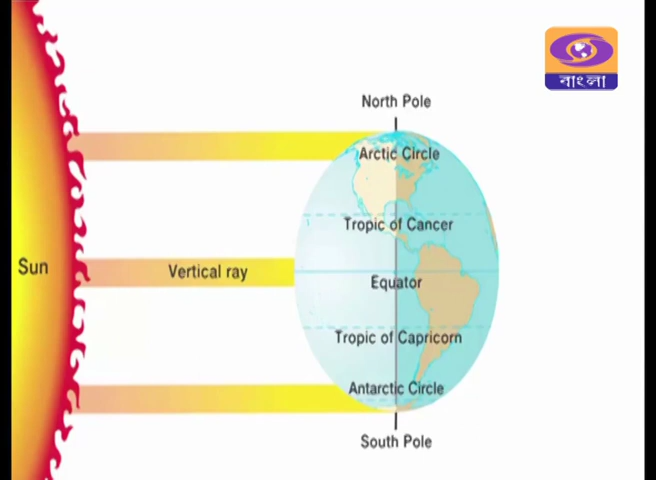 বাংলা
North Pole
Arctic Circle
Tropic of Cancer
Sun
Vertical ray
Equator
Tropic of Capricorn
Antarctic Circle
South Pole